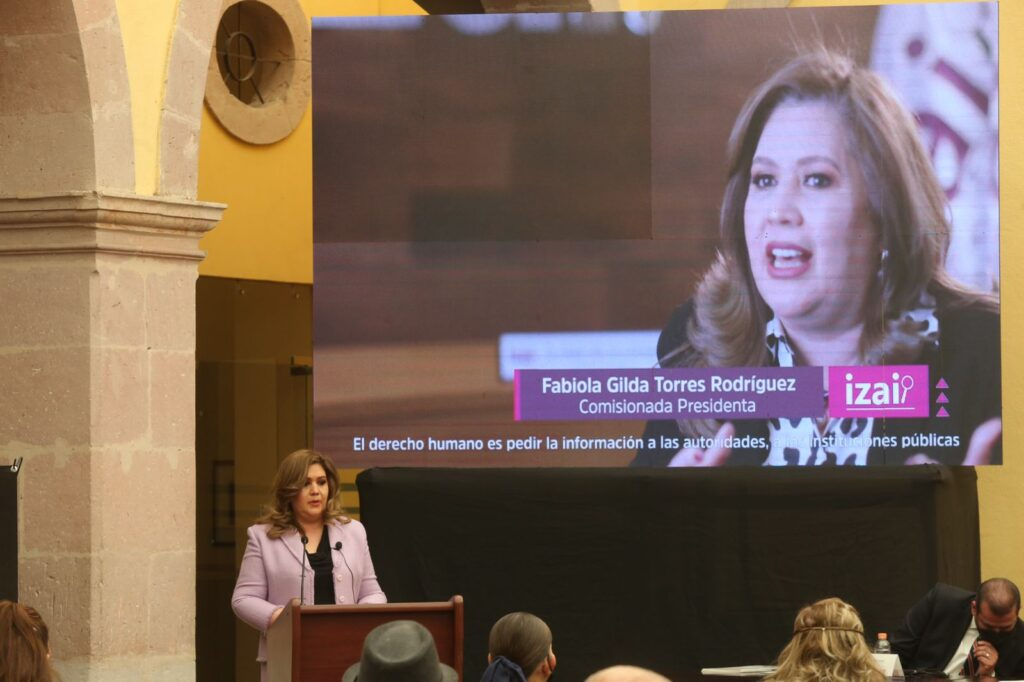 Fabiola Gilda Torres Rodríguez
Comisionada Presidenta
izai
El derecho humano es pedir la información a las autoridades, a las instituciones públicas